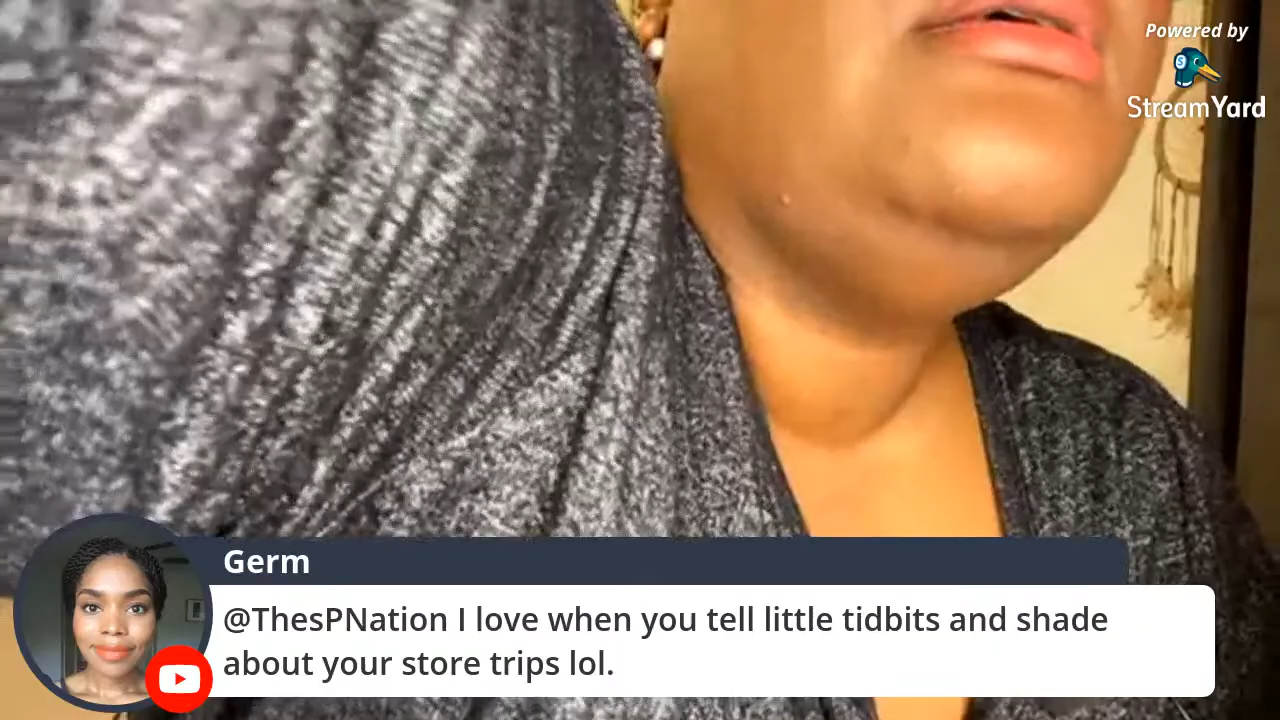 Powered by
StreamYard
Germ
@ThesPNation I love when you tell little tidbits and shade
about your store trips lol.